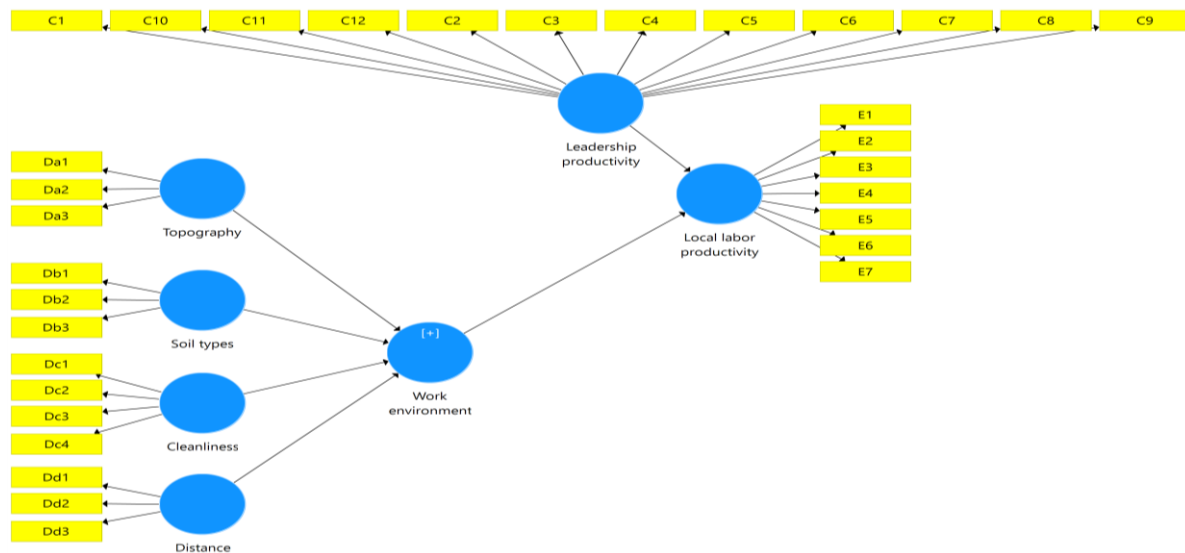 C1 C10 C11 C12 C2 C3 C4 C5 C6 C7 C8 C9
Leadership
productivity
E1
E2
E3
E4
E5
E6
E7
Local labor
productivity
Da1
Da2
Da3
Topography
Db1
Db2
Db3
Soil types
[+]
Work
environment
Dc1
Dc2
Dc3
Dc4
Cleanliness
Dd1
Dd2
Dd3
Distance